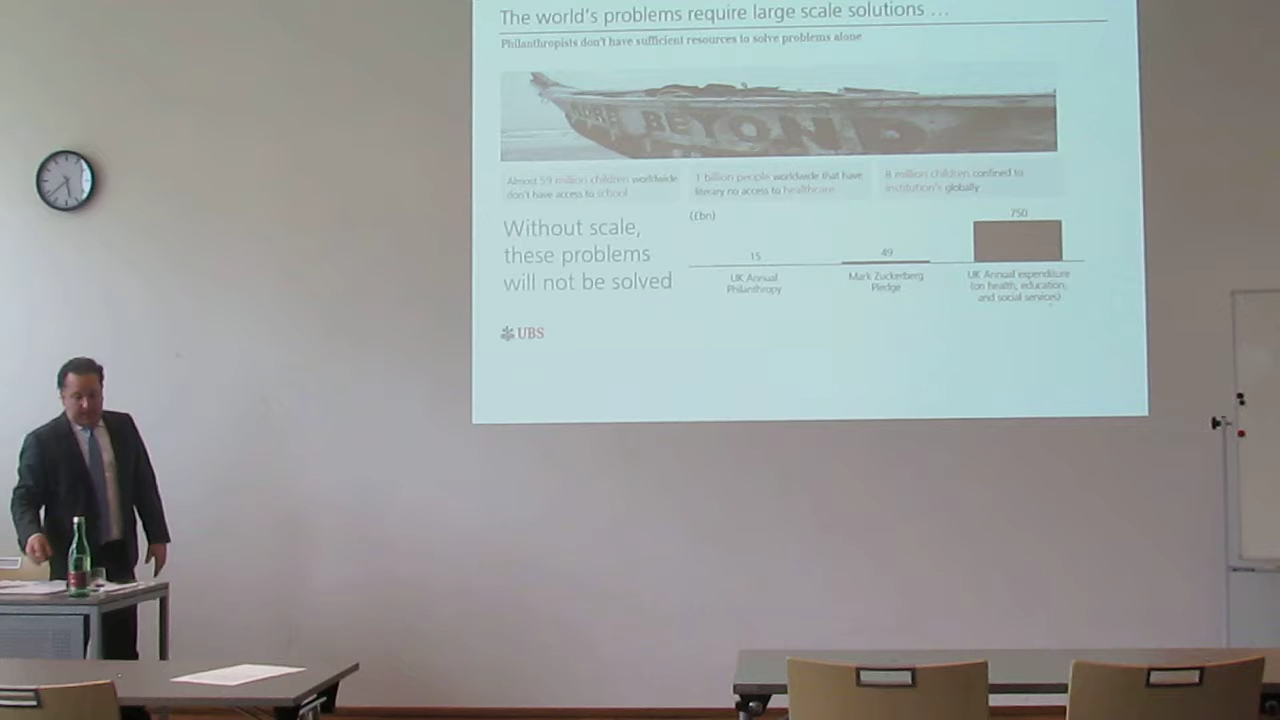 The world's problems require large scale solutions ...
Philanthropists don't have sufficient resources to solve problems alone
BEYOND
Almost 59 million children worldwide
don't have access to school
1 billion people worldwide that have
literary no access to healthcare
8 million children confined to
institution's globally
Without scale,
these problems
will not be solved
(£bn)
15
49
750
UK Annual
Philanthropy
Mark Zuckerberg
Pledge
UK Annual expenditure
(on health, education,
and social services)
UBS